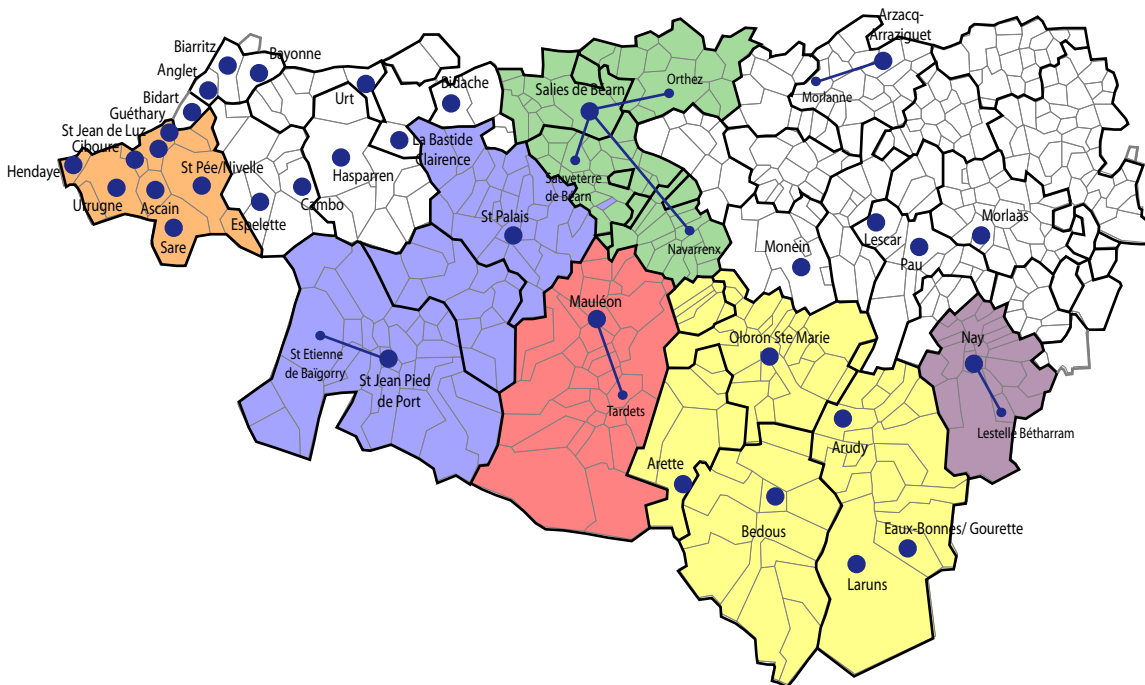 Arzacq-
Arraziguet
Biarritz
Bayonne
Anglet
Urt
Bidache
Orthez
Salies de Béarn
Morlanne
Bidart
Guéthary
St Jean de Luz
Ciboure
La Bastide
Clairence
Hendaye
St Pée/Nivelle
Hasparren
Sauveterre
de Béarn
Urrugne
Ascain
Espelette
Cambo
St Palais
Navarrenx
Monein
Lescar
Pau
Morlaàs
Sare
Mauléon
Oloron Ste Marie
Nay
St Etienne
de Baïgorry
St Jean Pied
de Port
Tardets
Lestelle Bétharram
Arudy
Arette
Bedous
Eaux-Bonnes/ Gourette
Laruns